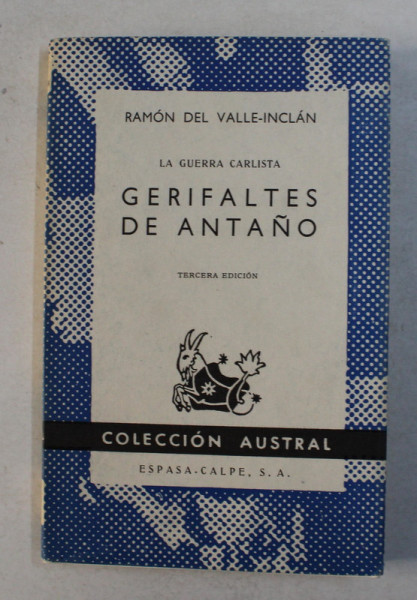 RAMÓN DEL VALLE-INCLÁN
LA GUERRA CARLISTA
GERIFALTES
DE ANTAÑO
TERCERA EDICIÓN
COLECCIÓN AUSTRAL
ESPASA-CALPE, S. A.